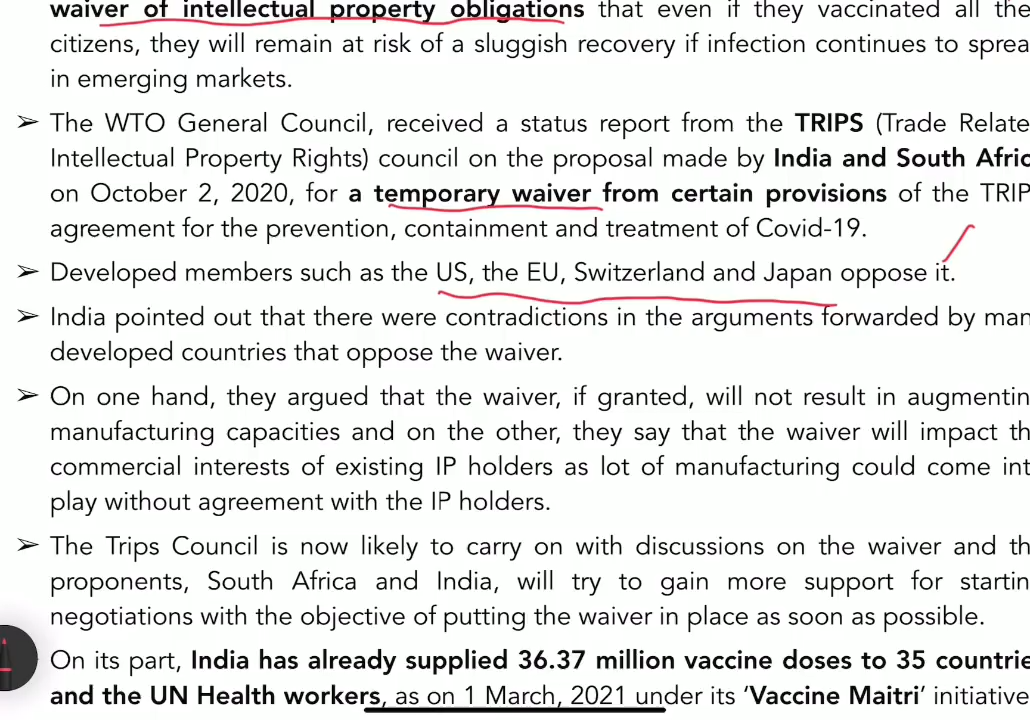 waiver of intellectual property obligations that even if they vaccinated all the
citizens, they will remain at risk of a sluggish recovery if infection continues to sprea
in emerging markets.
➢ The WTO General Council, received a status report from the TRIPS (Trade Relate
Intellectual Property Rights) council on the proposal made by India and South Afric
on October 2, 2020, for a temporary waiver from certain provisions of the TRIP
agreement for the prevention, containment and treatment of Covid-19.
➢ Developed members such as the US, the EU, Switzerland and Japan oppose it.
➢ India pointed out that there were contradictions in the arguments forwarded by man
developed countries that oppose the waiver.
➢ On one hand, they argued that the waiver, if granted, will not result in augmentin
manufacturing capacities and on the other, they say that the waiver will impact th
commercial interests of existing IP holders as lot of manufacturing could come int
play without agreement with the IP holders.
➢ The Trips Council is now likely to carry on with discussions on the waiver and th
proponents, South Africa and India, will try to gain more support for startin
negotiations with the objective of putting the waiver in place as soon as possible.
On its part, India has already supplied 36.37 million vaccine doses to 35 countrie
and the UN Health workers, as on 1 March, 2021 under its ‘Vaccine Maitri’ initiative